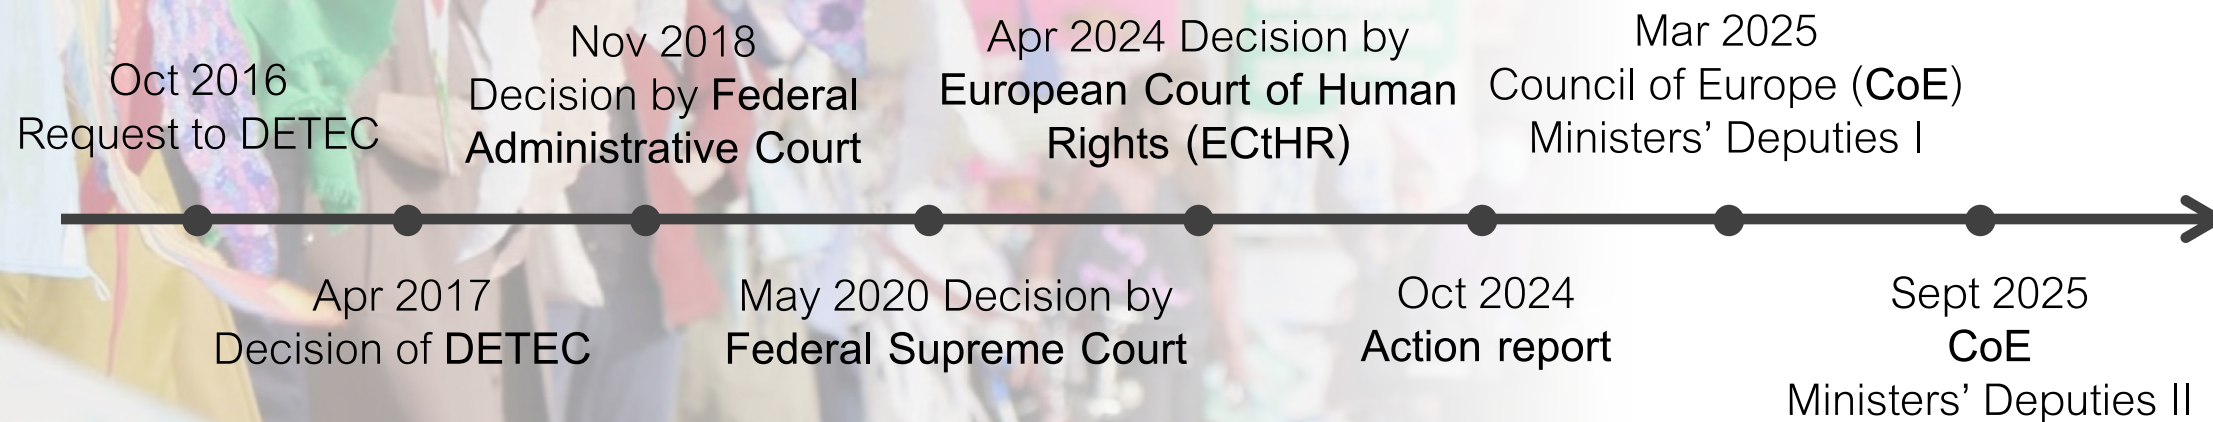 Oct 2016
Request to DETEC
Apr 2017
Decision of DETEC
Nov 2018
Decision by Federal
Administrative Court
May 2020 Decision by
Federal Supreme Court
Apr 2024 Decision by
European Court of Human
Rights (ECtHR)
Oct 2024
Action report
Mar 2025
Council of Europe (CoE)
Ministers’ Deputies I
Sept 2025
CoE
Ministers’ Deputies II